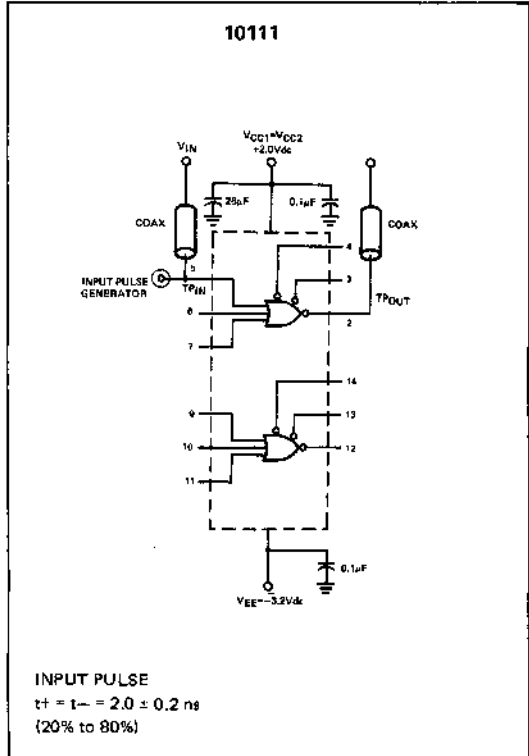 10111
VIN
VCC1=VCC2
+2.0Vdc
25μF
0.1μF
COAX
COAX
5
4
INPUT PULSE
GENERATOR
TPIN
3
TPOUT
6
2
7
14
9
13
10
12
11
0.1μF
VEE=-3.2Vdc
INPUT PULSE
t+ = t- = 2.0 ± 0.2 ns
(20% to 80%)